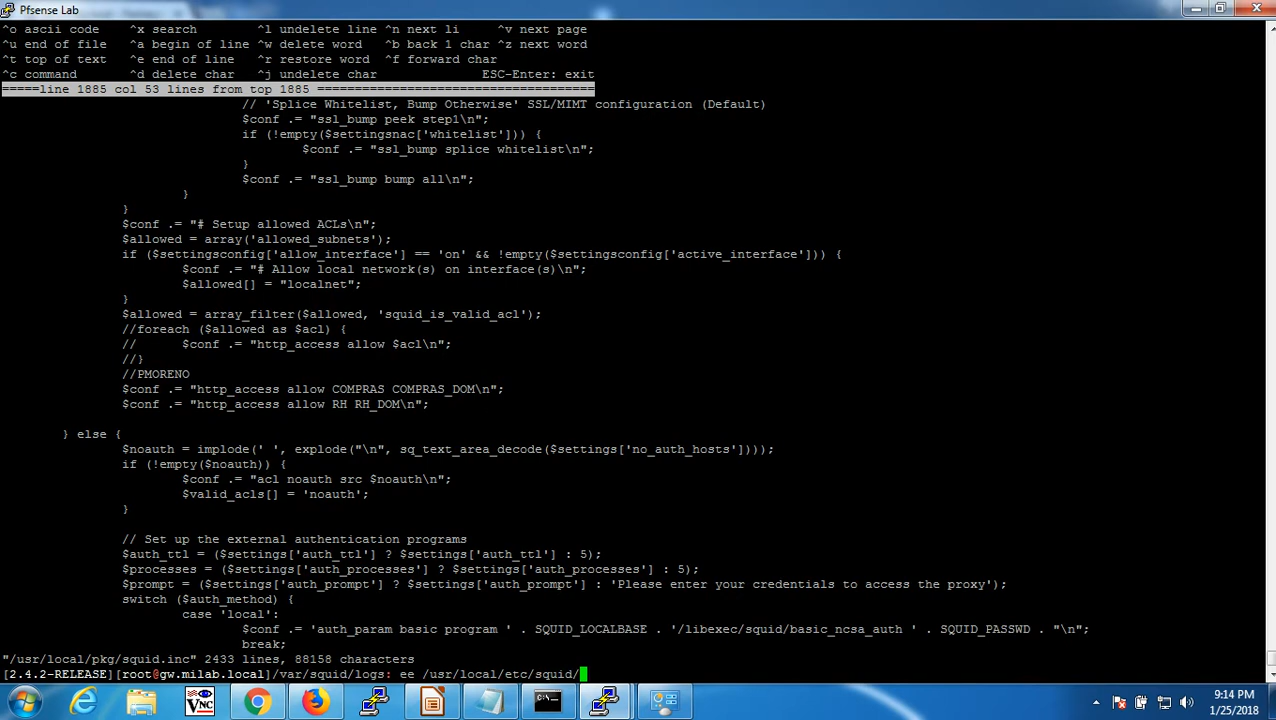 Pfsense Lab
^o ascii code    ^x search        ^l undelete line ^n next li    ^v next page
^u end of file   ^a begin of line ^w delete word   ^b back 1 char ^z next word
^t top of text   ^e end of line   ^r restore word  ^f forward char
^c command       ^d delete char   ^j undelete char              ESC-Enter: exit
=====line 1885 col 53 lines from top 1885 =====================================
// 'Splice Whitelist, Bump Otherwise' SSL/MIMT configuration (Default)
$conf .= "ssl_bump peek step1\n";
if (!empty($settingsnac['whitelist'])) {
$conf .= "ssl_bump splice whitelist\n";
}
$conf .= "ssl_bump bump all\n";
}
}
$conf .= "# Setup allowed ACLs\n";
$allowed = array('allowed_subnets');
if ($settingsconfig['allow_interface'] == 'on' && !empty($settingsconfig['active_interface'])) {
$conf .= "# Allow local network(s) on interface(s)\n";
$allowed[] = "localnet";
}
$allowed = array_filter($allowed, 'squid_is_valid_acl');
//foreach ($allowed as $acl) {
//      $conf .= "http_access allow $acl\n";
//}
//PMORENO
$conf .= "http_access allow COMPRAS COMPRAS_DOM\n";
$conf .= "http_access allow RH RH_DOM\n";
} else {
$noauth = implode(' ', explode("\n", sq_text_area_decode($settings['no_auth_hosts'])));
if (!empty($noauth)) {
$conf .= "acl noauth src $noauth\n";
$valid_acls[] = 'noauth';
}
// Set up the external authentication programs
$auth_ttl = ($settings['auth_ttl'] ? $settings['auth_ttl'] : 5);
$processes = ($settings['auth_processes'] ? $settings['auth_processes'] : 5);
$prompt = ($settings['auth_prompt'] ? $settings['auth_prompt'] : 'Please enter your credentials to access the proxy');
switch ($auth_method) {
case 'local':
$conf .= 'auth_param basic program ' . SQUID_LOCALBASE . '/libexec/squid/basic_ncsa_auth ' . SQUID_PASSWD . "\n";
break;
"/usr/local/pkg/squid.inc" 2433 lines, 88158 characters
[2.4.2-RELEASE][root@gw.milab.local]/var/squid/logs: ee /usr/local/etc/squid/
VNC
C:\
9:14 PM
1/25/2018